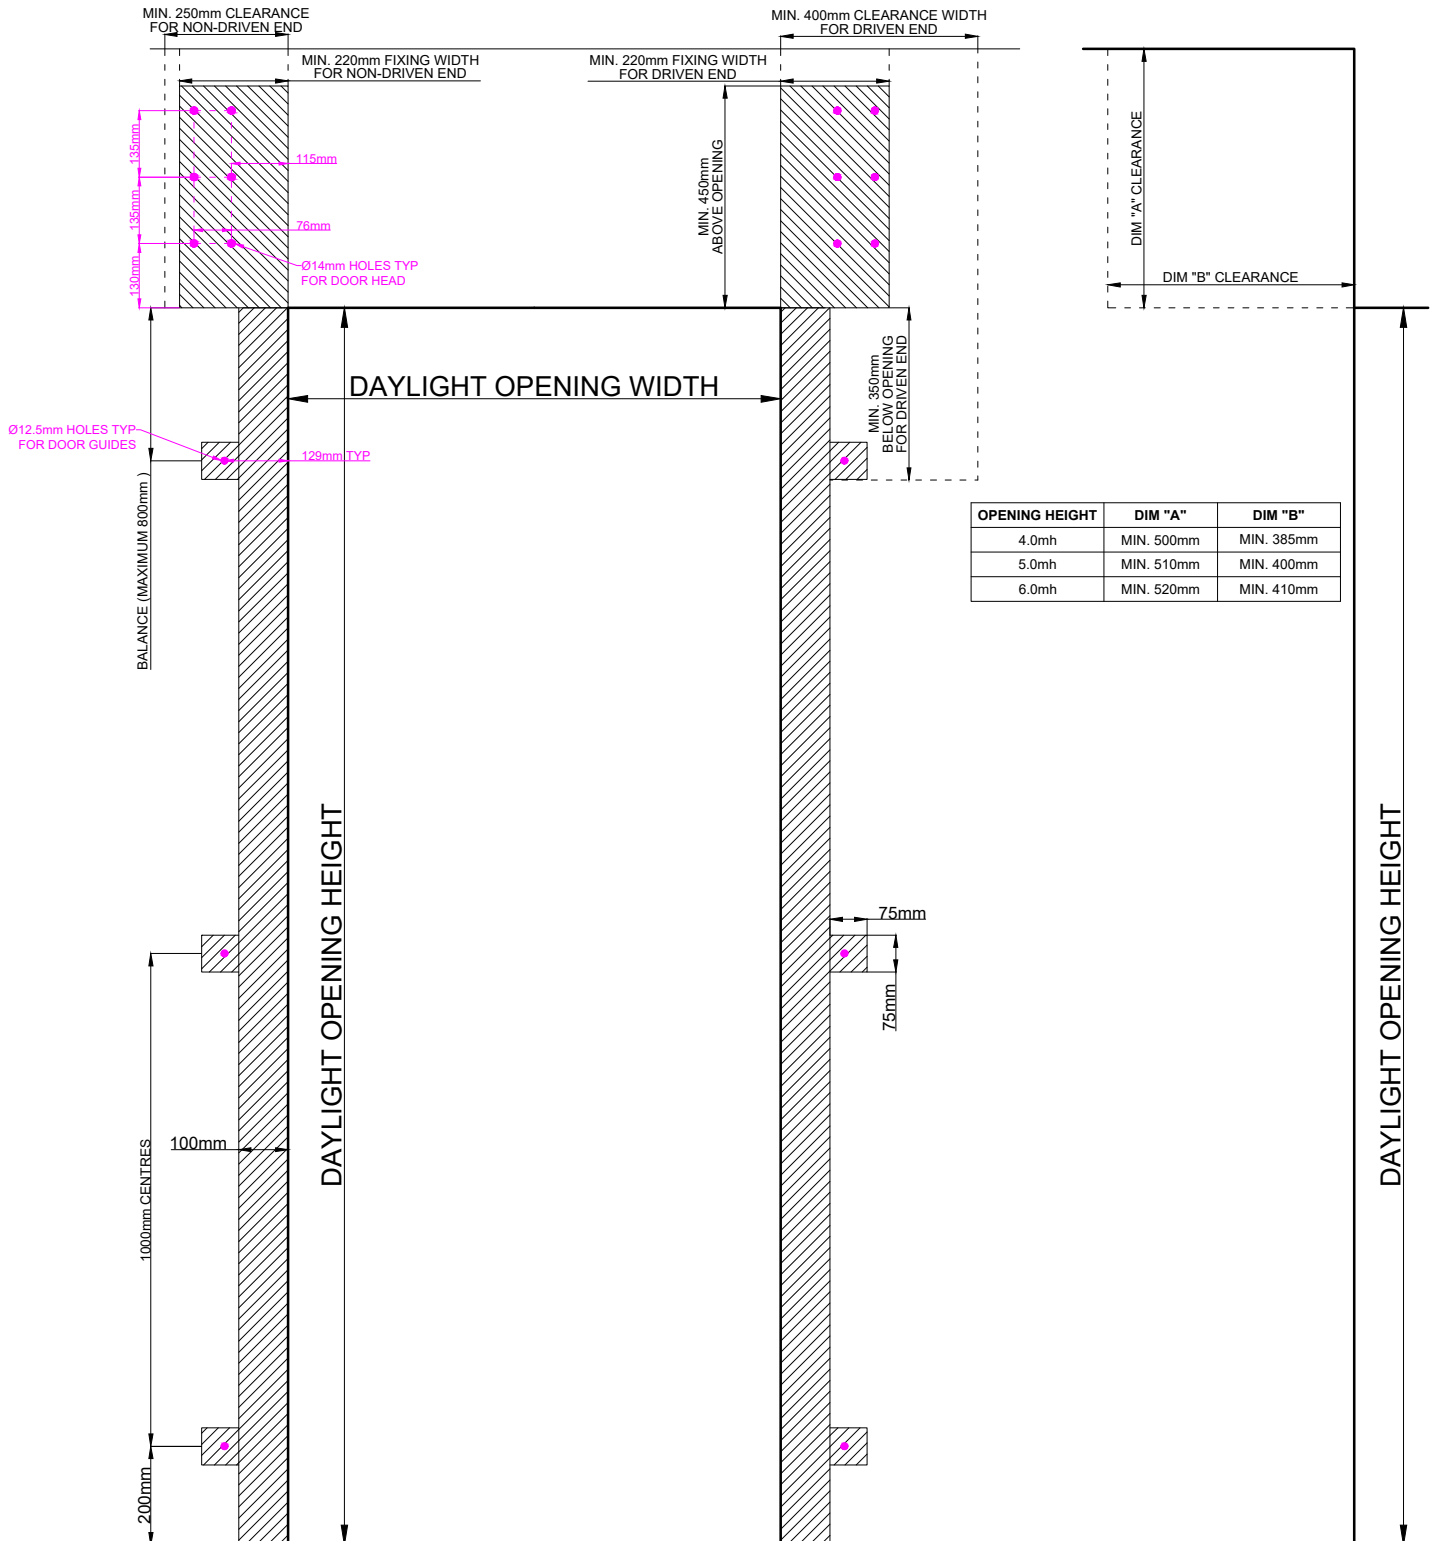 MIN. 250mm CLEARANCE
FOR NON-DRIVEN END
MIN. 400mm CLEARANCE WIDTH
FOR DRIVEN END
MIN. 220mm FIXING WIDTH
FOR NON-DRIVEN END
MIN. 220mm FIXING WIDTH
FOR DRIVEN END
135mm
135mm
130mm
115mm
76mm
Ø14mm HOLES TYP
FOR DOOR HEAD
MIN. 450mm
ABOVE OPENING
DIM "A" CLEARANCE
DIM "B" CLEARANCE
DAYLIGHT OPENING WIDTH
MIN. 350mm
BELOW OPENING
FOR DRIVEN END
Ø12.5mm HOLES TYP
FOR DOOR GUIDES
129mm TYP
BALANCE (MAXIMUM 800mm )
OPENING HEIGHT DIM "A" DIM "B"
4.0mh MIN. 500mm MIN. 385mm
5.0mh MIN. 510mm MIN. 400mm
6.0mh MIN. 520mm MIN. 410mm
DAYLIGHT OPENING HEIGHT
DAYLIGHT OPENING HEIGHT
75mm
75mm
100mm
1000mm CENTRES
200mm